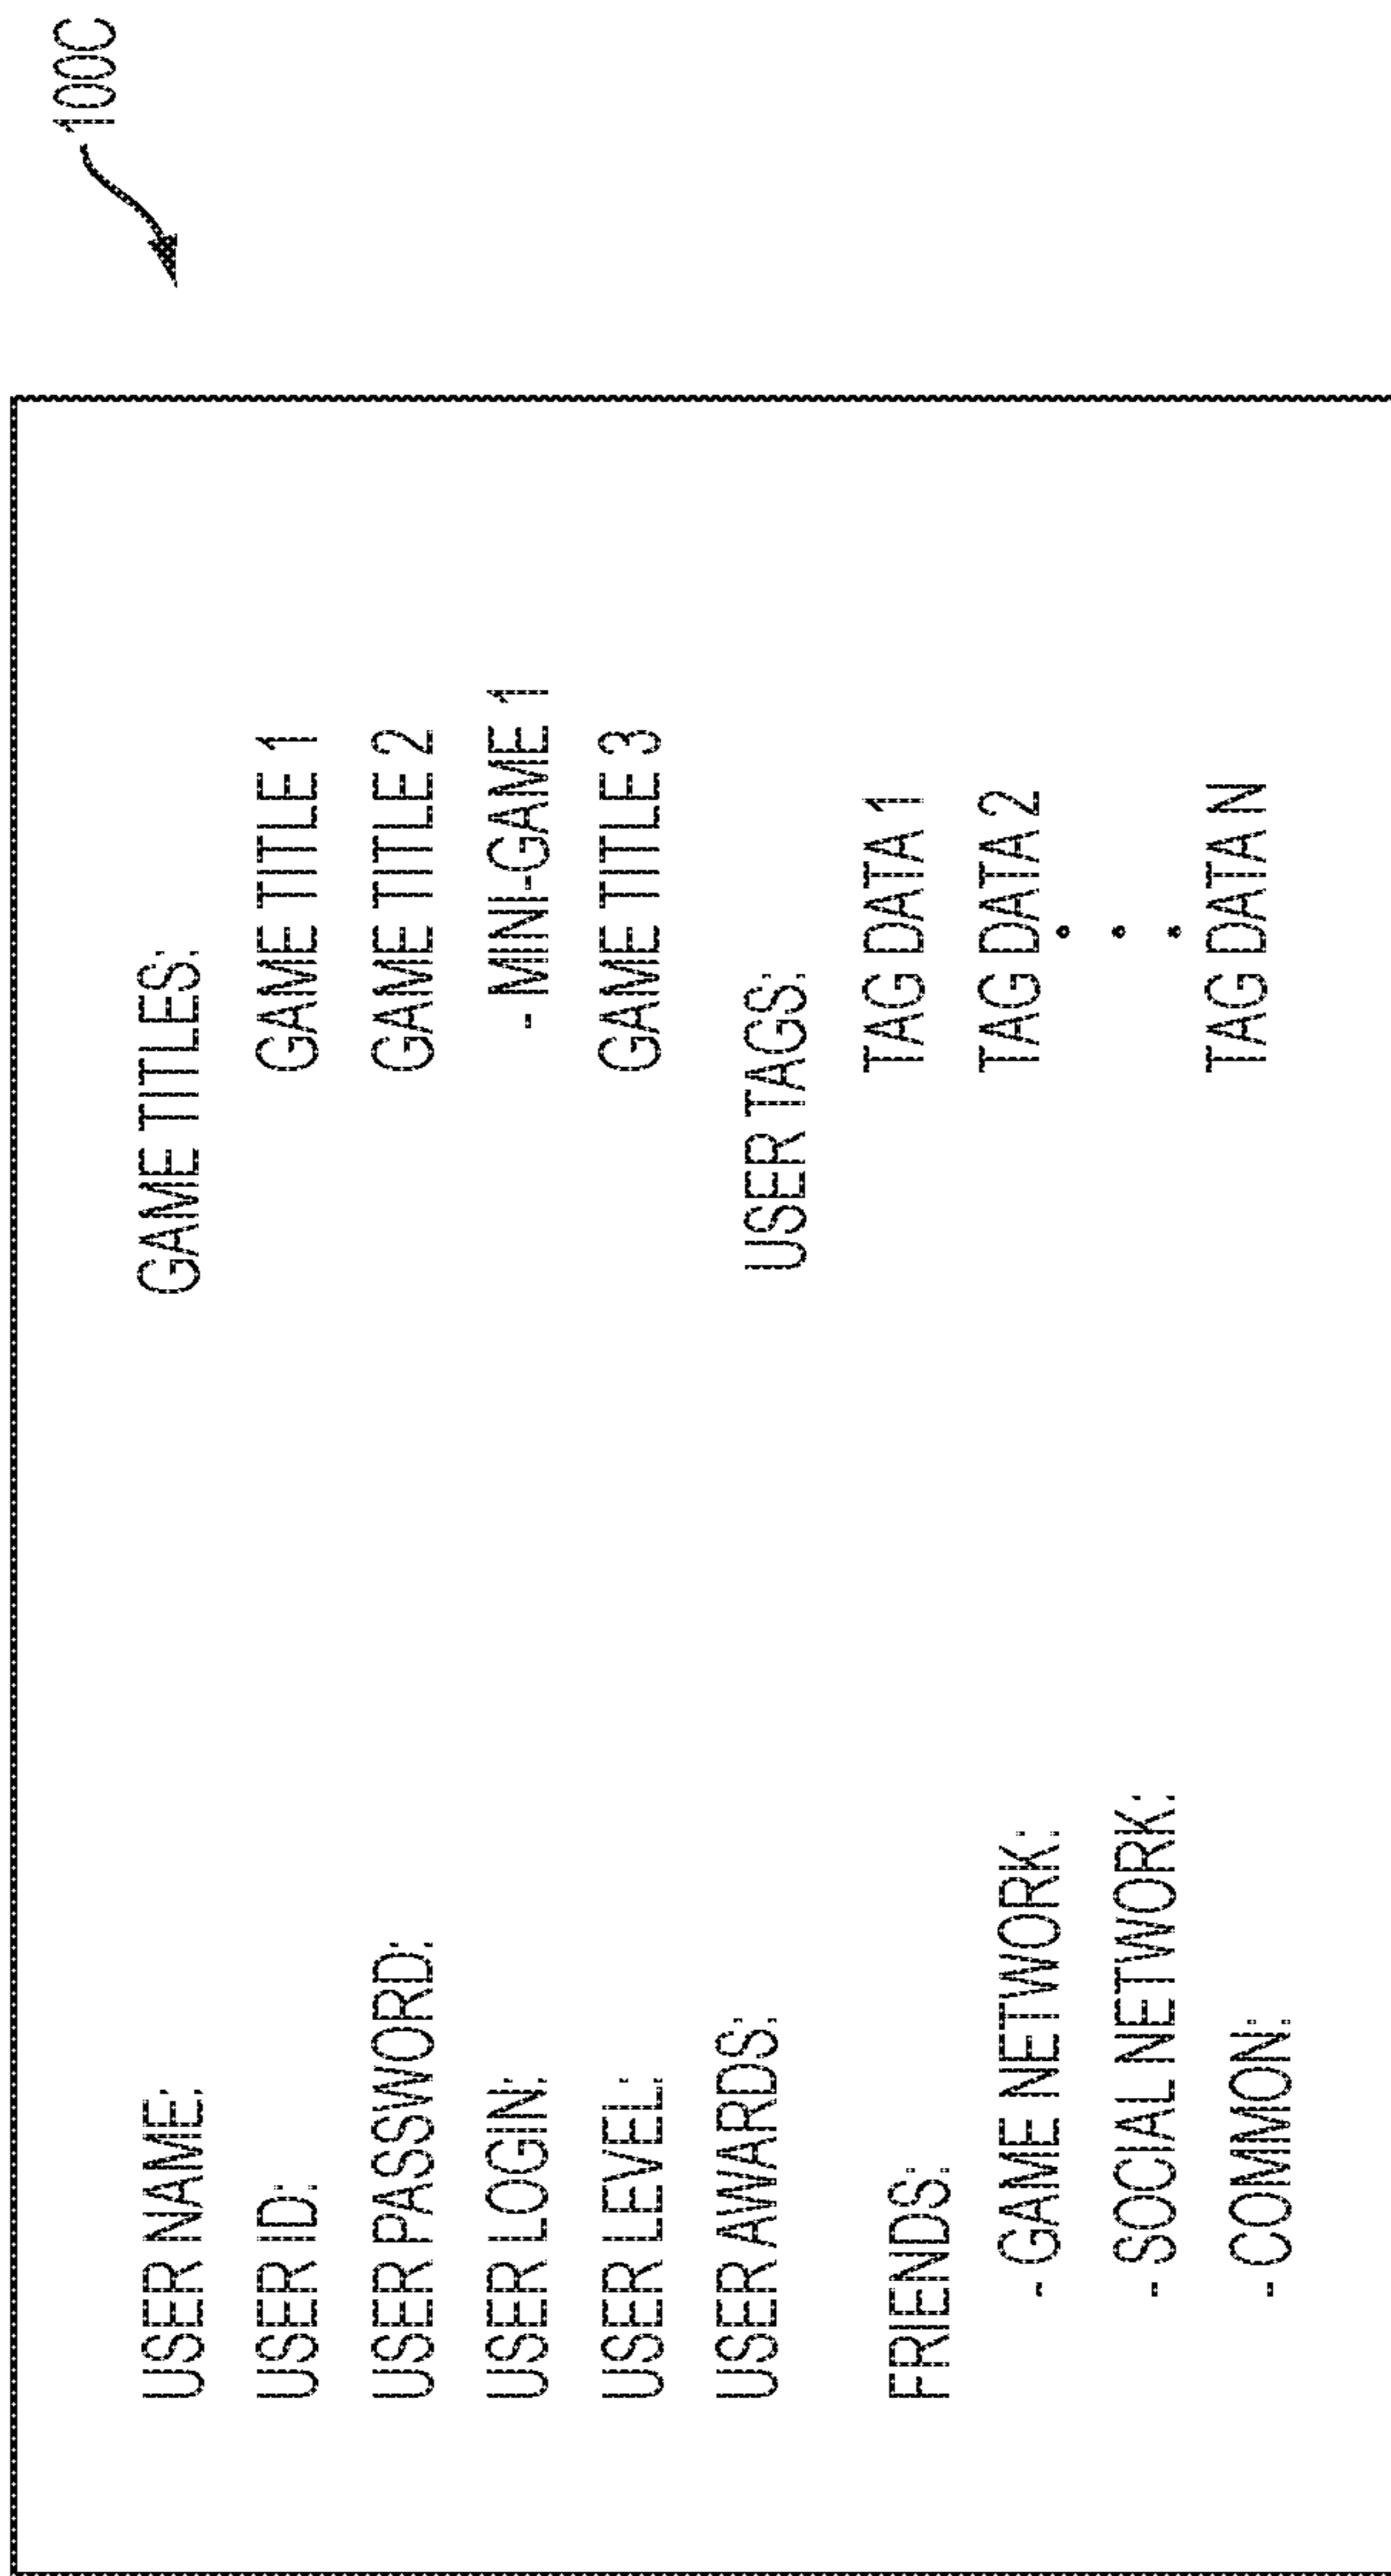 100C
USER NAME:
USER ID:
USER PASSWORD:
USER LOGIN:
USER LEVEL:
USER AWARDS:
FRIENDS:
- GAME NETWORK:
- SOCIAL NETWORK:
- COMMON:
GAME TITLES:
GAME TITLE 1
GAME TITLE 2
- MINI-GAME 1
GAME TITLE 3
USER TAGS:
TAG DATA 1
TAG DATA 2
TAG DATA N